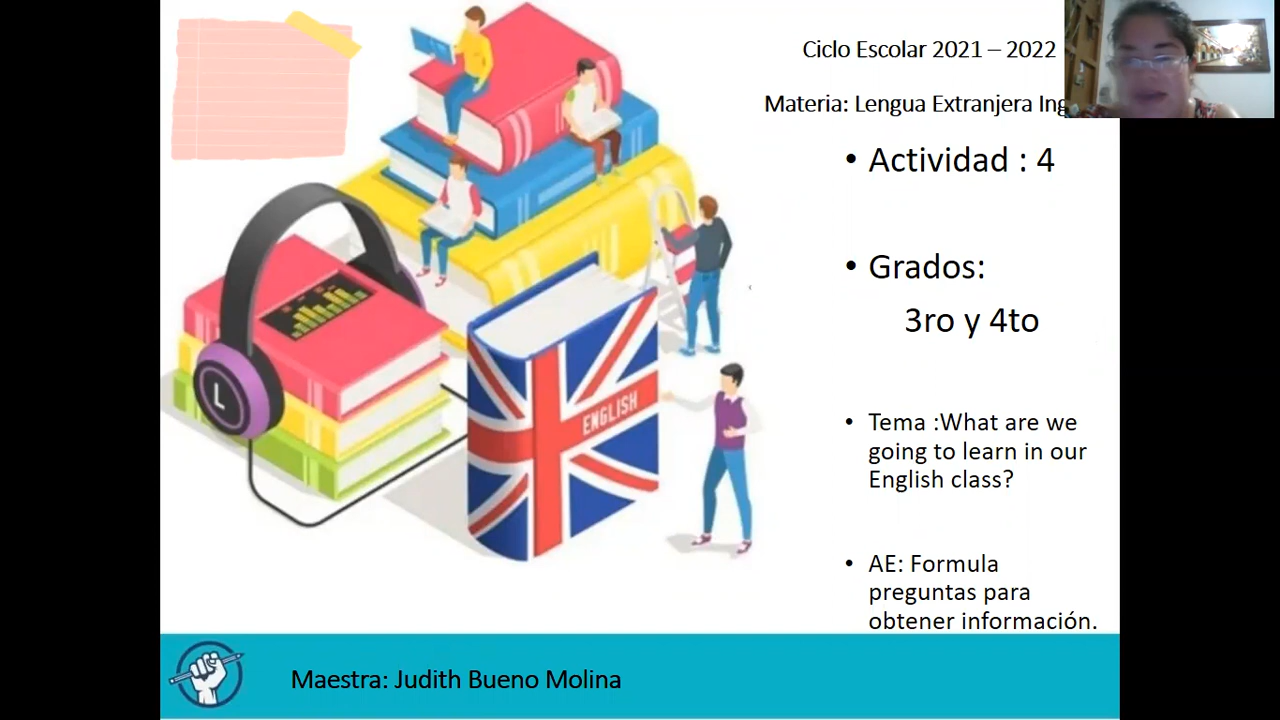 Ciclo Escolar 2021 – 2022
Materia: Lengua Extranjera
• Actividad : 4
• Grados:
3ro y 4to
• Tema :What are we
going to learn in our
English class?
• AE: Formula
preguntas para
obtener información.
L
ENGLISH
Maestra: Judith Bueno Molina